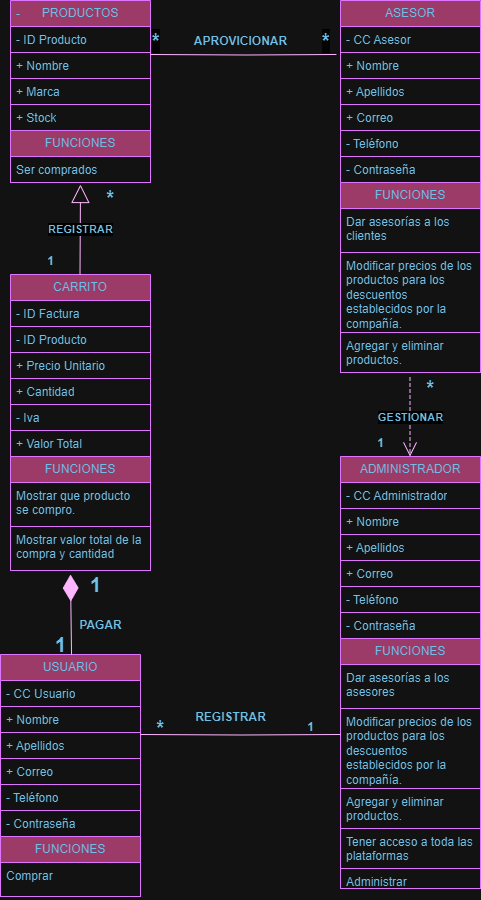 - PRODUCTOS
- ID Producto
+ Nombre
+ Marca
+ Stock
FUNCIONES
Ser comprados
* APROVICIONAR *
ASESOR
- CC Asesor
+ Nombre
+ Apellidos
+ Correo
- Teléfono
- Contraseña
FUNCIONES
Dar asesorías a los
clientes
Modificar precios de los
productos para los
descuentos
establecidos por la
compañía.
Agregar y eliminar
productos.
*
REGISTRAR
1
CARRITO
- ID Factura
- ID Producto
+ Precio Unitario
+ Cantidad
- Iva
+ Valor Total
FUNCIONES
Mostrar que producto
se compro.
Mostrar valor total de la
compra y cantidad
*
GESTIONAR
1
ADMINISTRADOR
- CC Administrador
+ Nombre
+ Apellidos
+ Correo
- Teléfono
- Contraseña
FUNCIONES
Dar asesorías a los
asesores
Modificar precios de los
productos para los
descuentos
establecidos por la
compañía.
Agregar y eliminar
productos.
Tener acceso a toda las
plataformas
Administrar
1
PAGAR
1
USUARIO
- CC Usuario
+ Nombre
+ Apellidos
+ Correo
- Teléfono
- Contraseña
FUNCIONES
Comprar
* REGISTRAR 1